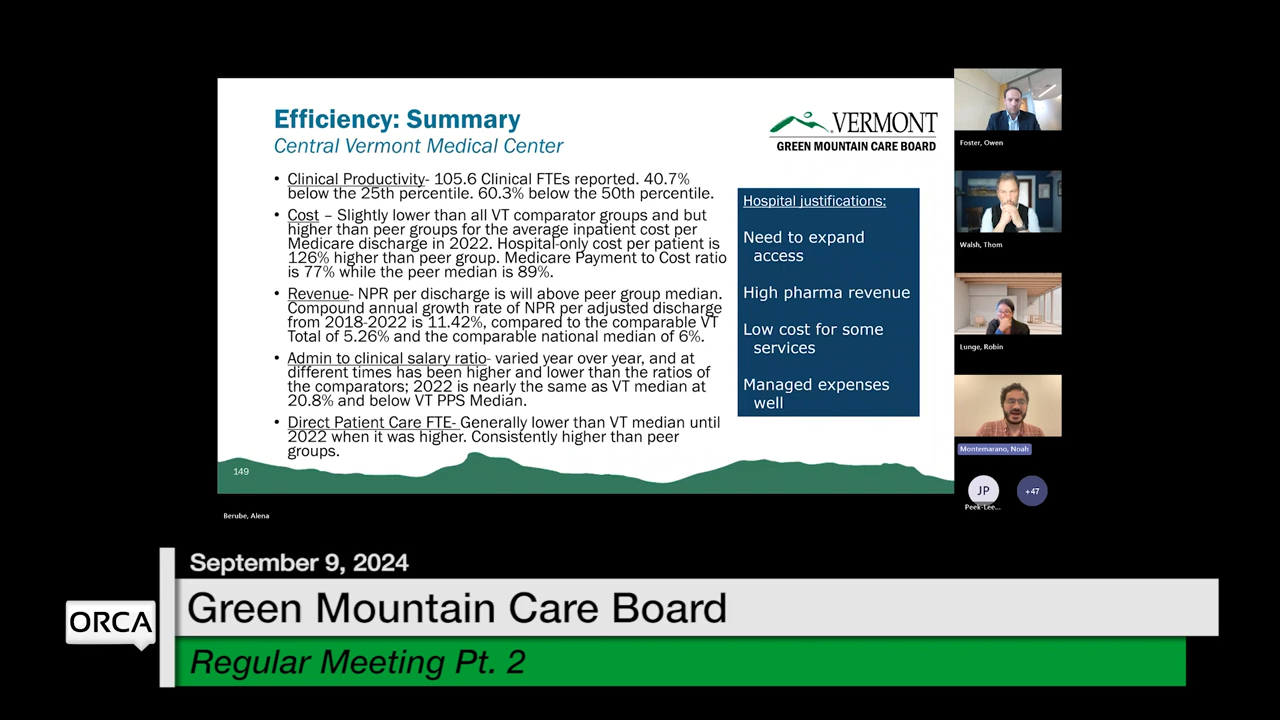 Efficiency: Summary
Central Vermont Medical Center
VERMONT
GREEN MOUNTAIN CARE BOARD
• Clinical Productivity- 105.6 Clinical FTEs reported. 40.7%
below the 25th percentile. 60.3% below the 50th percentile.
• Cost – Slightly lower than all VT comparator groups and but
higher than peer groups for the average inpatient cost per
Medicare discharge in 2022. Hospital-only cost per patient is
126% higher than peer group. Medicare Payment to Cost ratio
is 77% while the peer median is 89%.
• Revenue- NPR per discharge is will above peer group median.
Compound annual growth rate of NPR per adjusted discharge
from 2018-2022 is 11.42%, compared to the comparable VT
Total of 5.26% and the comparable national median of 6%.
• Admin to clinical salary ratio- varied year over year, and at
different times has been higher and lower than the ratios of
the comparators; 2022 is nearly the same as VT median at
20.8% and below VT PPS Median.
• Direct Patient Care FTE- Generally lower than VT median until
2022 when it was higher. Consistently higher than peer
groups.
Hospital justifications:
Need to expand
access
High pharma revenue
Low cost for some
services
Managed expenses
well
149
Foster, Owen
Walsh, Thom
Lunge, Robin
Montemarano, Noah
JP
+47
Peek-Lee...
Berube, Alena
September 9, 2024
ORCA
Green Mountain Care Board
Regular Meeting Pt. 2